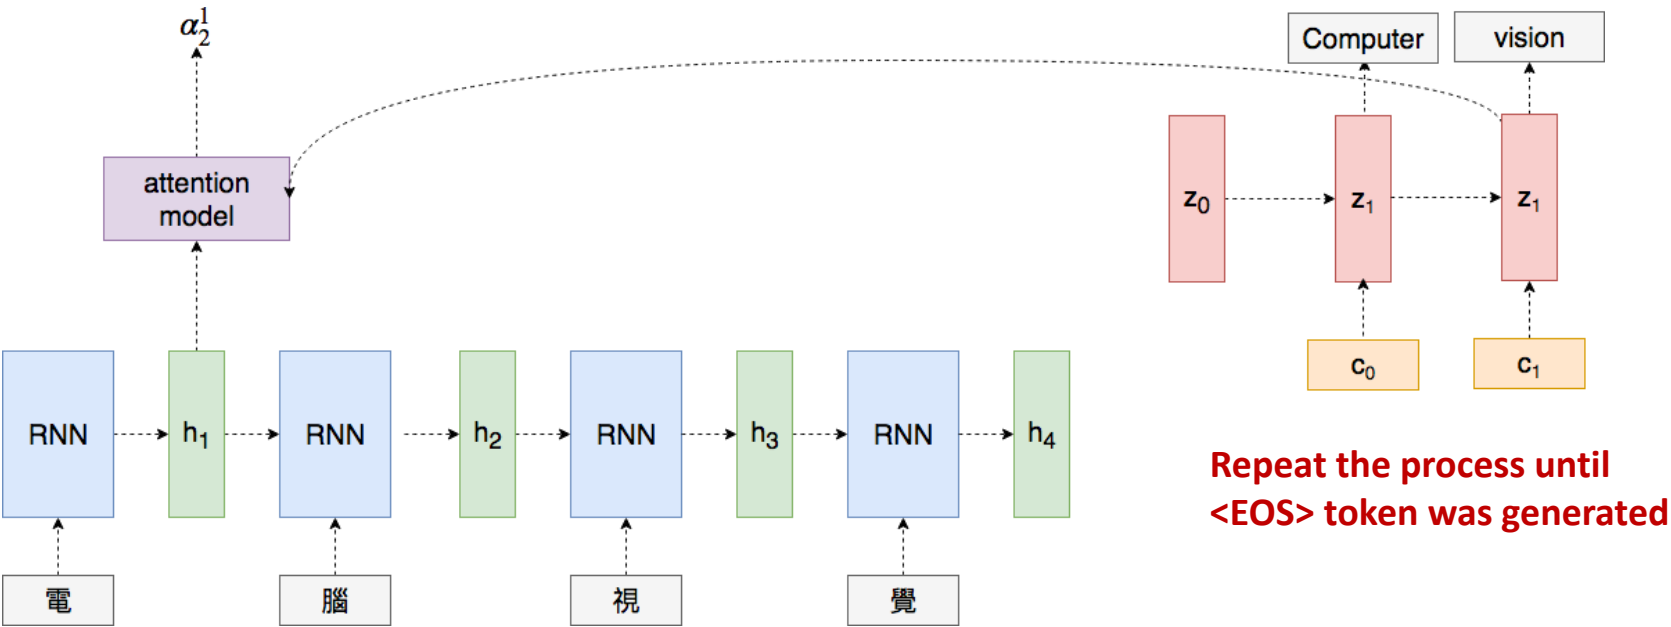 α₂¹
Computer
vision
attention
model
z₀
z₁
z₁
c₀
c₁
RNN
h₁
RNN
h₂
RNN
h₃
RNN
h₄
Repeat the process until
<EOS> token was generated
電
腦
視
覺